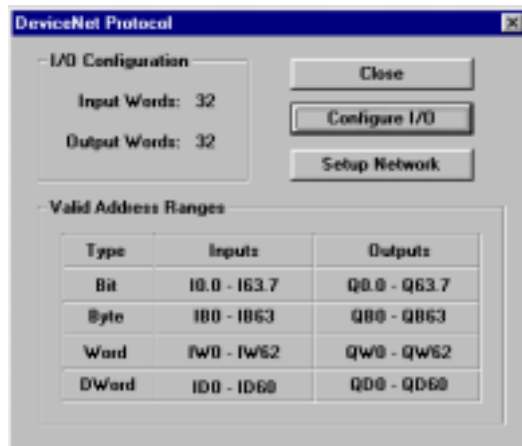 DeviceNet Protocol
I/O Configuration
Input Words: 32
Output Words: 32
Close
Configure I/O
Setup Network
Valid Address Ranges
Type Inputs Outputs
Bit I0.0 - I63.7 Q0.0 - Q63.7
Byte IB0 - IB63 QB0 - QB63
Word IW0 - IW62 QW0 - QW62
DWord ID0 - ID60 QD0 - QD60